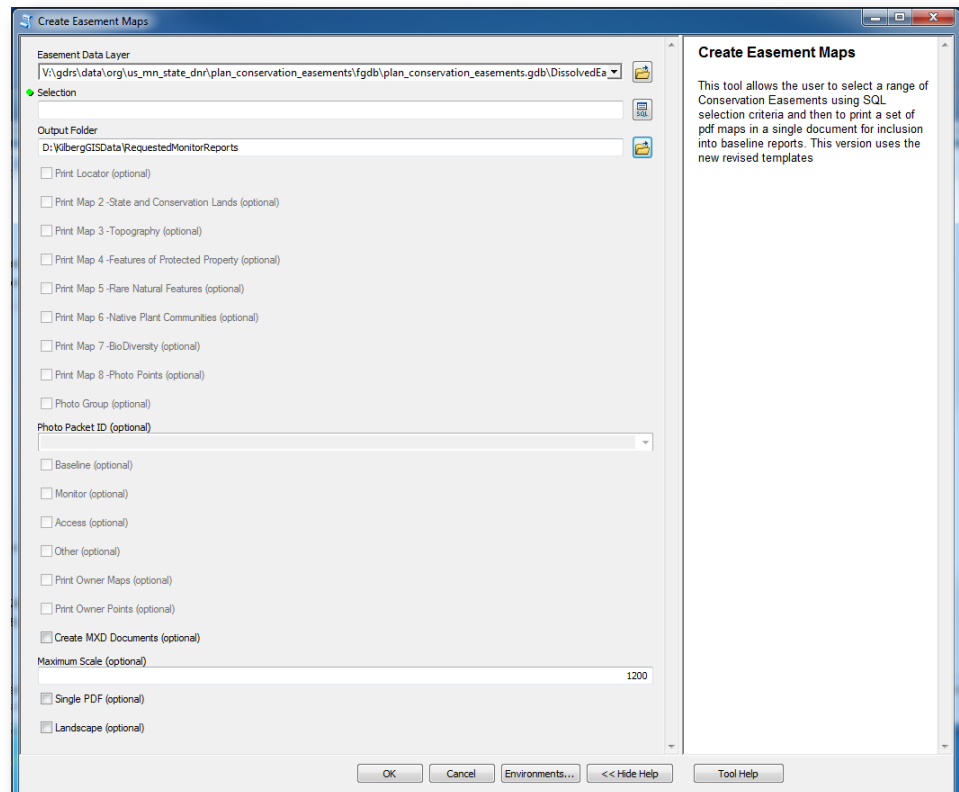 Create Easement Maps
Easement Data Layer
V:\gdrs\data\org\us_mn_state_dnr\plan_conservation_easements\fgdb\plan_conservation_easements.gdb\DissolvedEa
Selection
SQL
Output Folder
D:\KilbergGISData\RequestedMonitorReports
Print Locator (optional)
Print Map 2 -State and Conservation Lands (optional)
Print Map 3 -Topography (optional)
Print Map 4 -Features of Protected Property (optional)
Print Map 5 -Rare Natural Features (optional)
Print Map 6 -Native Plant Communities (optional)
Print Map 7 -BioDiversity (optional)
Print Map 8 -Photo Points (optional)
Photo Group (optional)
Photo Packet ID (optional)
Baseline (optional)
Monitor (optional)
Access (optional)
Other (optional)
Print Owner Maps (optional)
Print Owner Points (optional)
Create MXD Documents (optional)
Maximum Scale (optional)
1200
Single PDF (optional)
Landscape (optional)
Create Easement Maps
This tool allows the user to select a range of
Conservation Easements using SQL
selection criteria and then to print a set of
pdf maps in a single document for inclusion
into baseline reports. This version uses the
new revised templates
OK Cancel Environments... << Hide Help Tool Help